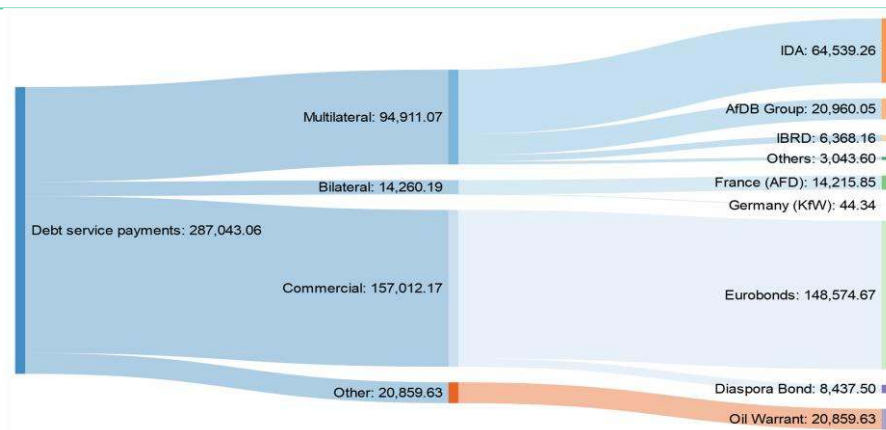 Debt service payments: 287,043.06
Multilateral: 94,911.07
Bilateral: 14,260.19
Commercial: 157,012.17
Other: 20,859.63
IDA: 64,539.26
AfDB Group: 20,960.05
IBRD: 6,368.16
Others: 3,043.60
France (AFD): 14,215.85
Germany (KfW): 44.34
Eurobonds: 148,574.67
Diaspora Bond: 8,437.50
Oil Warrant: 20,859.63